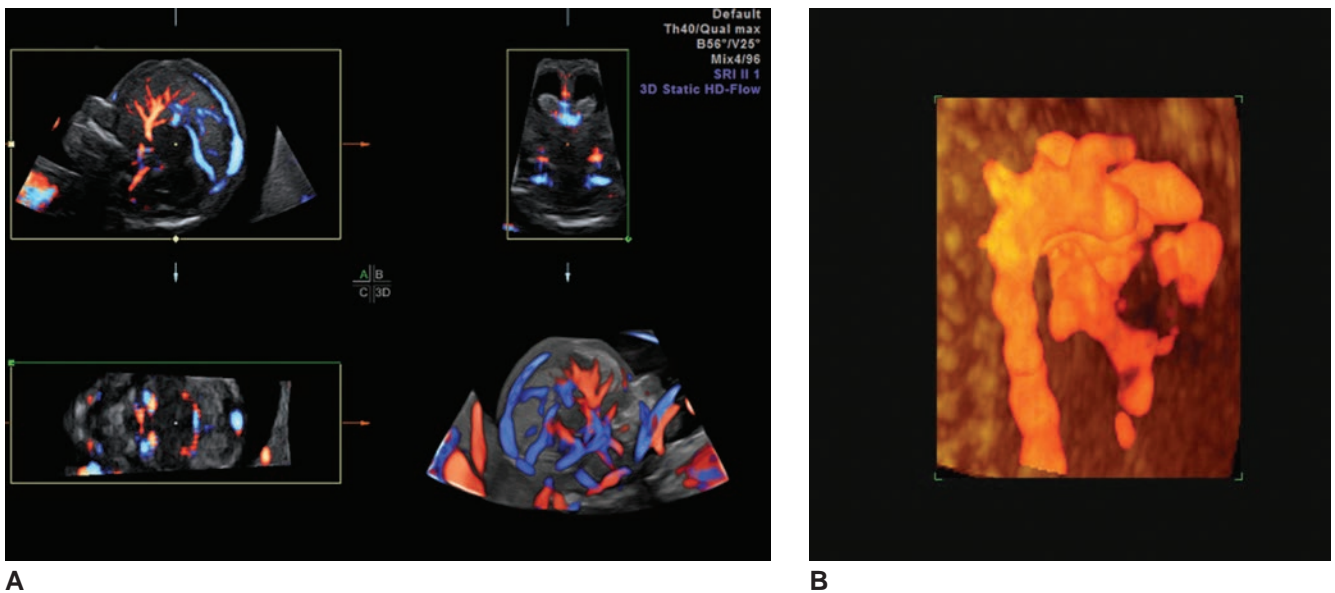 Default
Th40/Qual max
B56°/V25°
Mix4/96
SRI II 1
3D Static HD-Flow
A B
C 3D
A
B